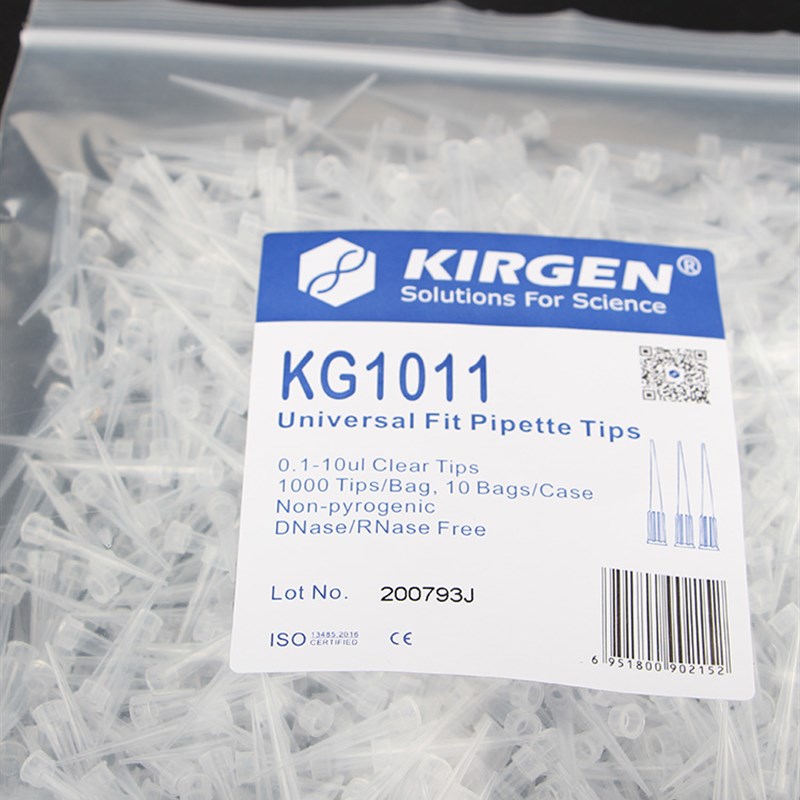 KIRGEN®
Solutions For Science
KG1011
Universal Fit Pipette Tips
0.1-10ul Clear Tips
1000 Tips/Bag, 10 Bags/Case
Non-pyrogenic
DNase/RNase Free
Lot No. 200793J
ISO 13485:2016 CERTIFIED CE
6 951800 902152